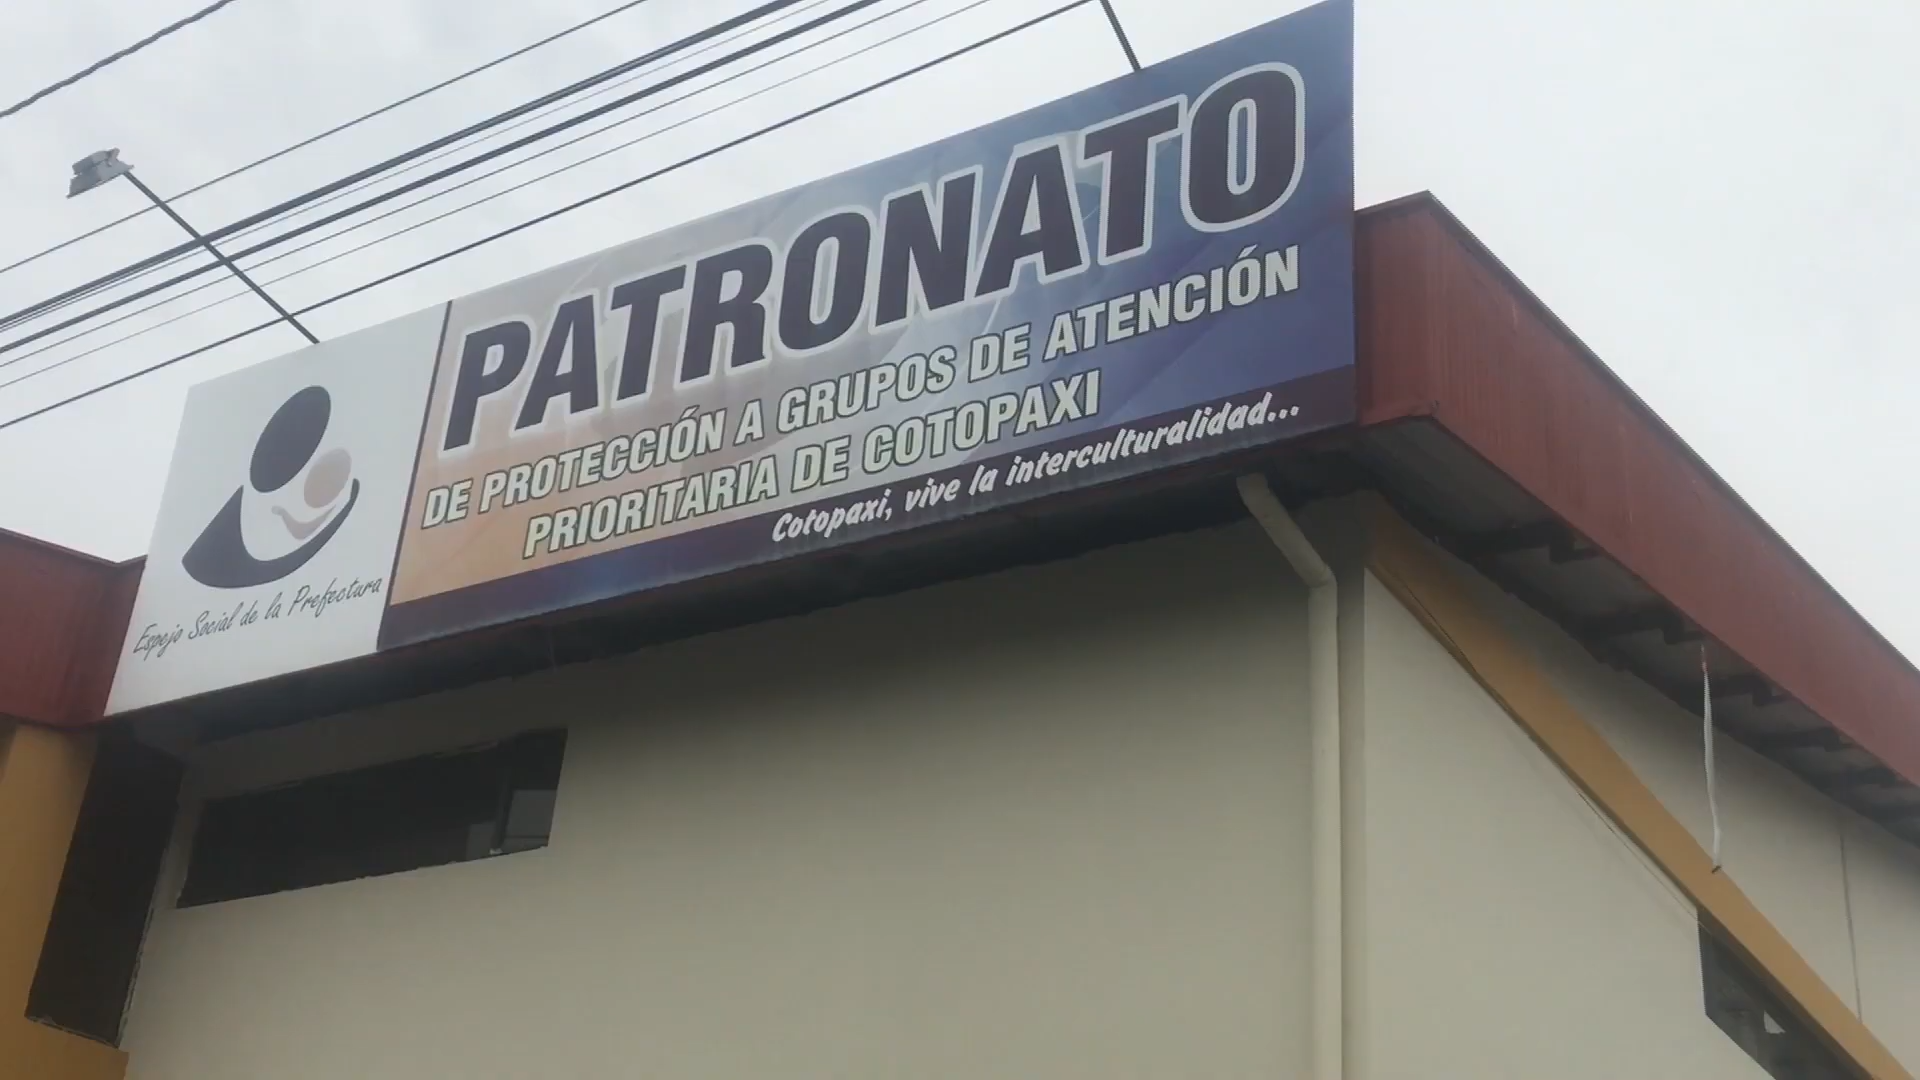 PATRONATO
DE PROTECCIÓN A GRUPOS DE ATENCIÓN
PRIORITARIA DE COTOPAXI
Cotopaxi, vive la interculturalidad...
Espejo Social de la Prefectura